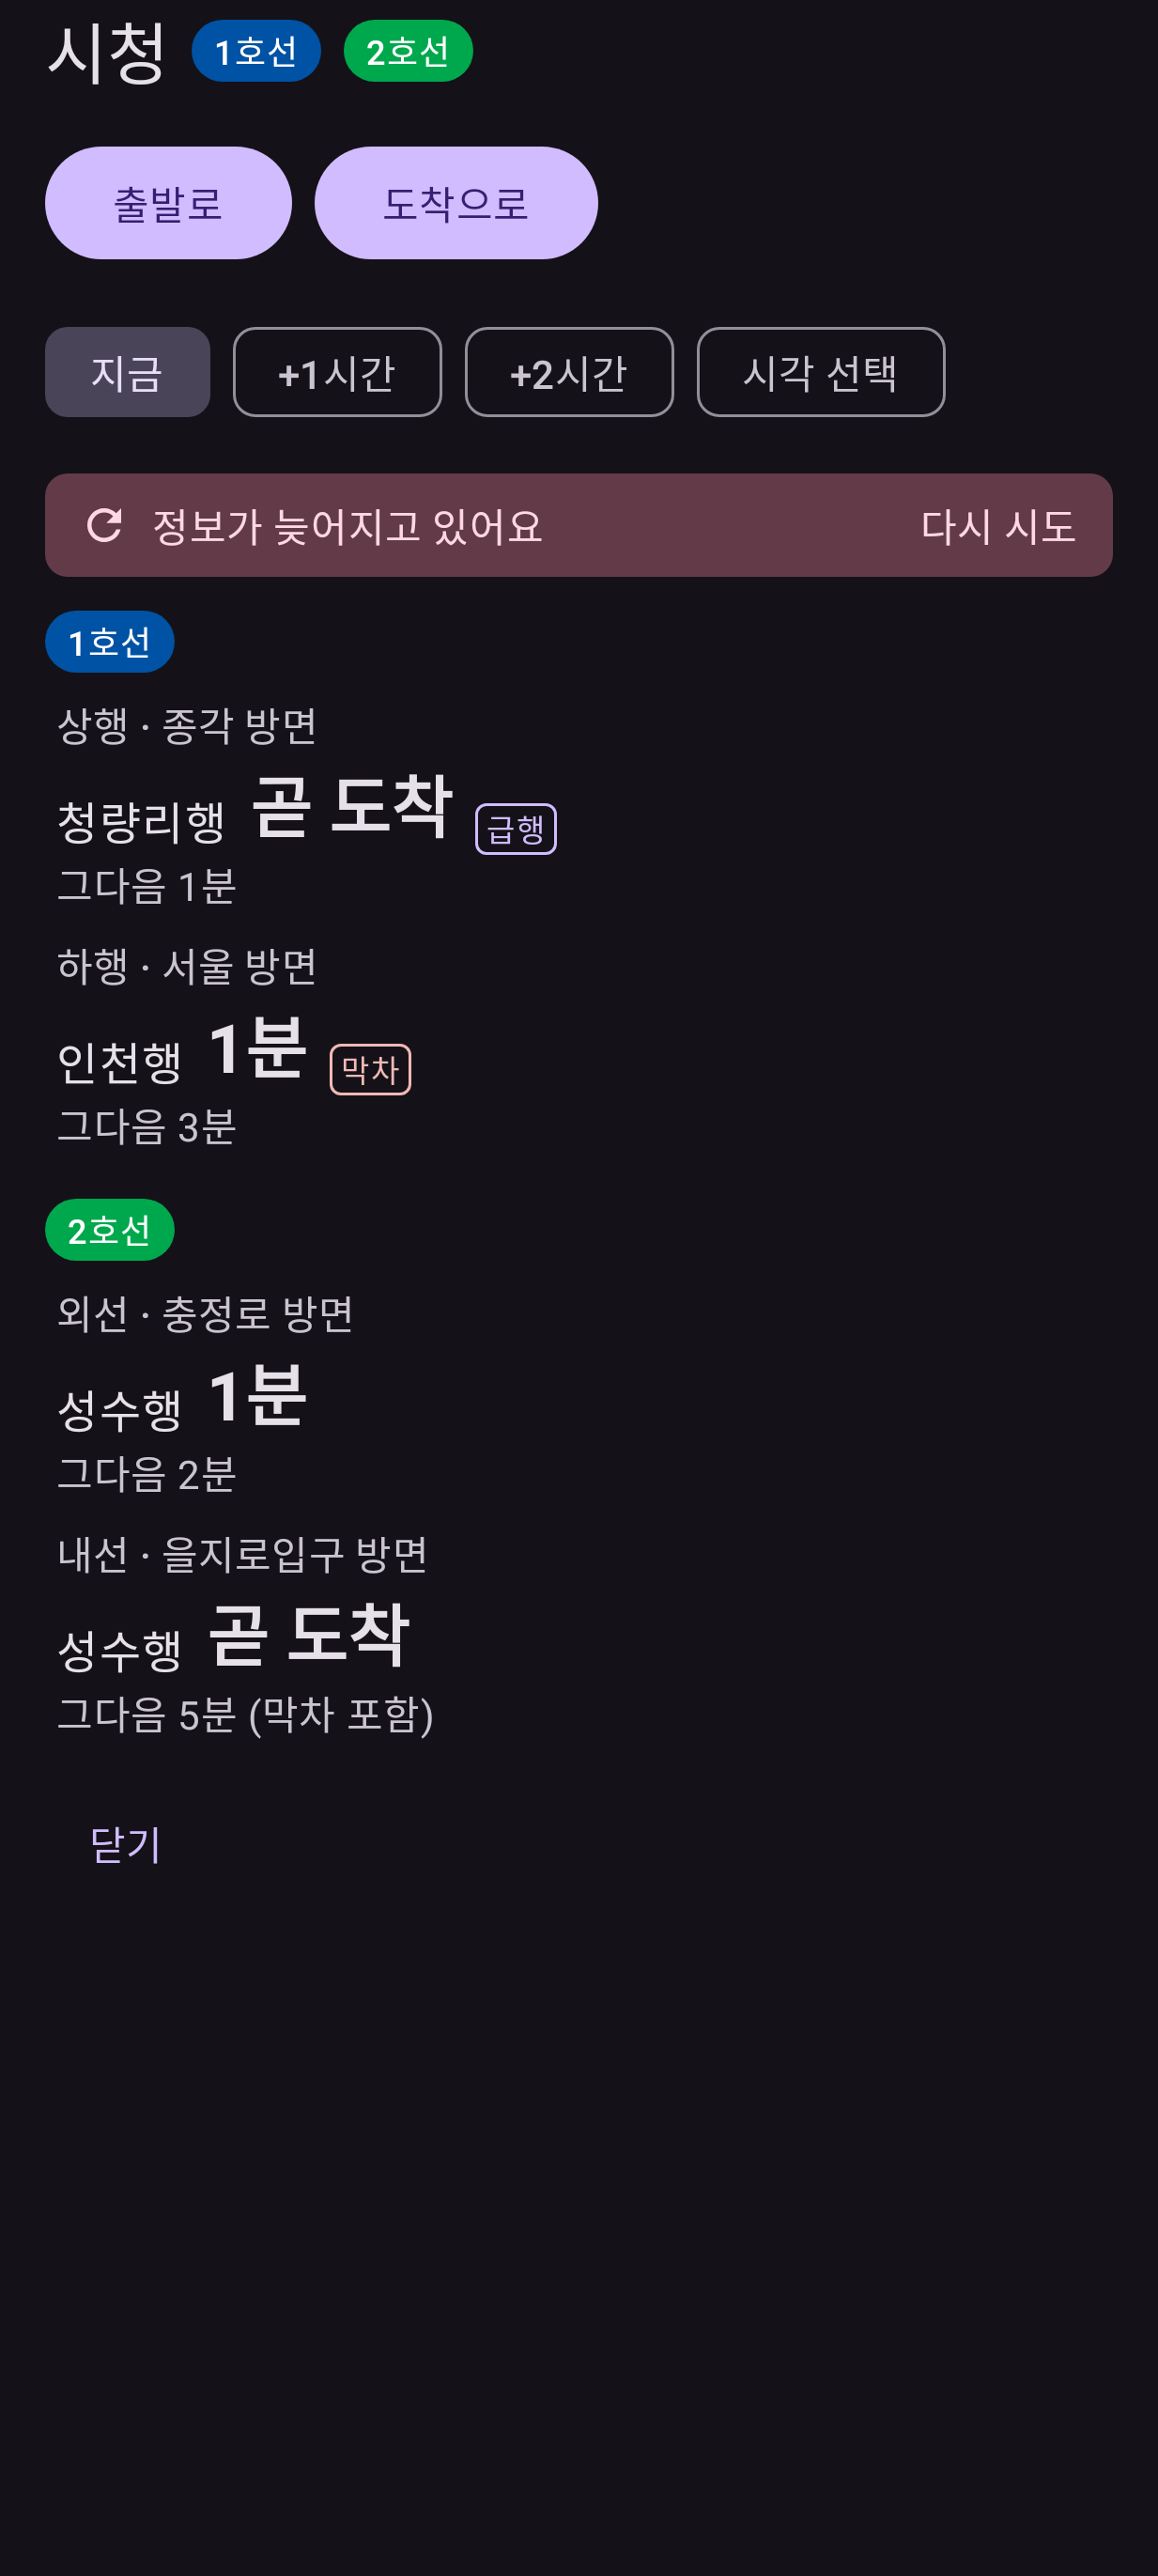 시청 1호선 2호선
출발로 도착으로
지금 +1시간 +2시간 시각 선택
정보가 늦어지고 있어요 다시 시도
1호선
상행 · 종각 방면
청량리행 곧 도착 급행
그다음 1분
하행 · 서울 방면
인천행 1분 막차
그다음 3분
2호선
외선 · 충정로 방면
성수행 1분
그다음 2분
내선 · 을지로입구 방면
성수행 곧 도착
그다음 5분 (막차 포함)
닫기